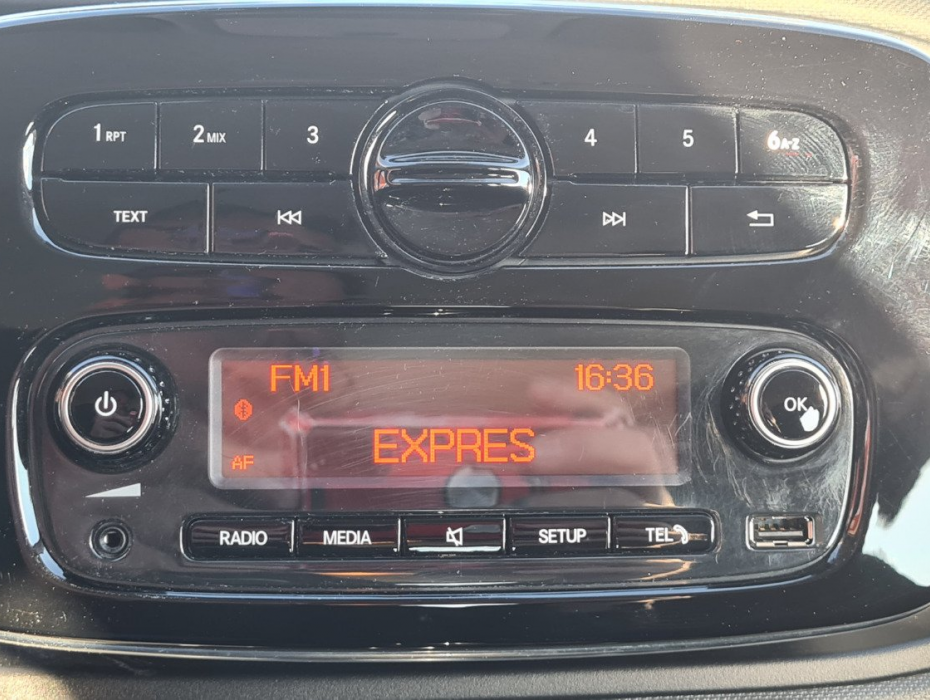 1 RPT 2 MIX 3 4 5 6 A-Z
TEXT
FM1 16:36
EXPRES
AF
OK
RADIO MEDIA SETUP TEL